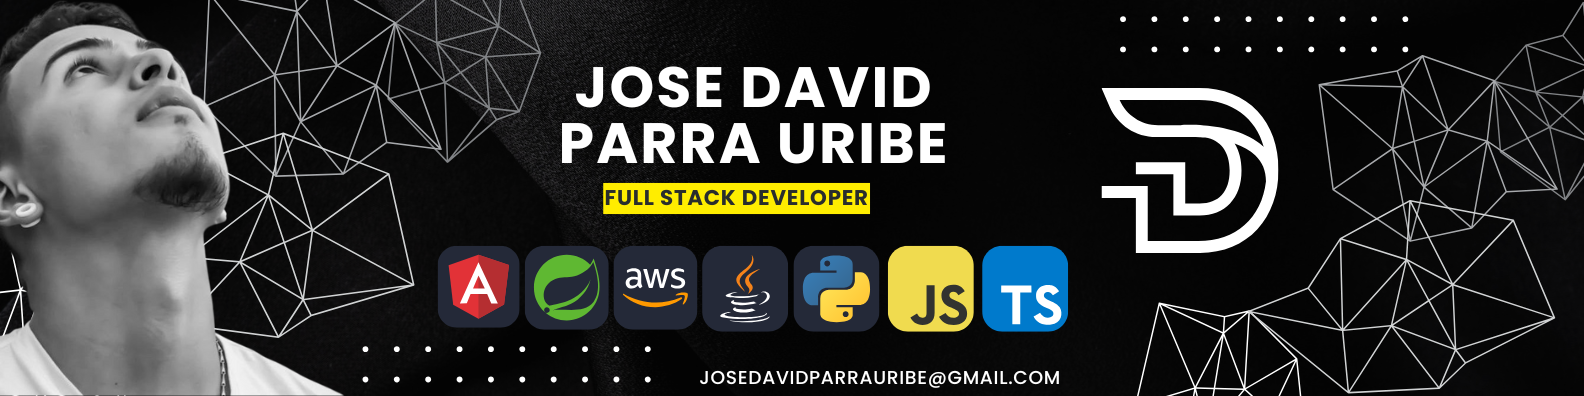 JOSE DAVID
PARRA URIBE
FULL STACK DEVELOPER
aws JS TS
JOSEDAVIDPARRAURIBE@GMAIL.COM